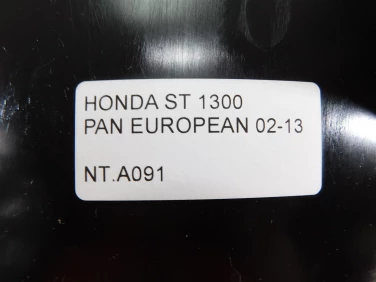 HONDA ST 1300
PAN EUROPEAN 02-13
NT.A091